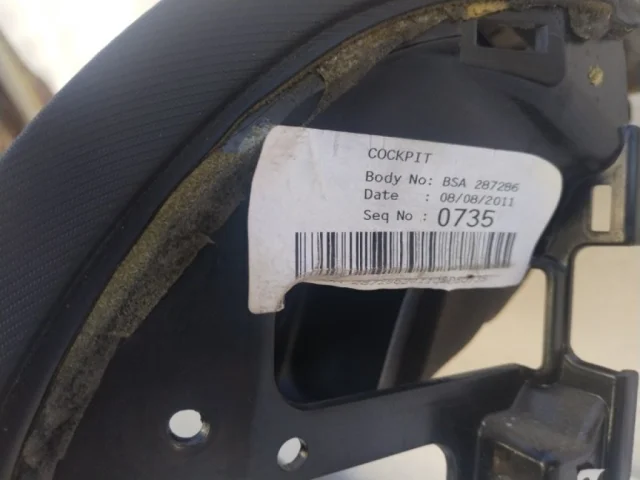 COCKPIT
Body No: BSA 287286
Date : 08/08/2011
Seq No : 0735